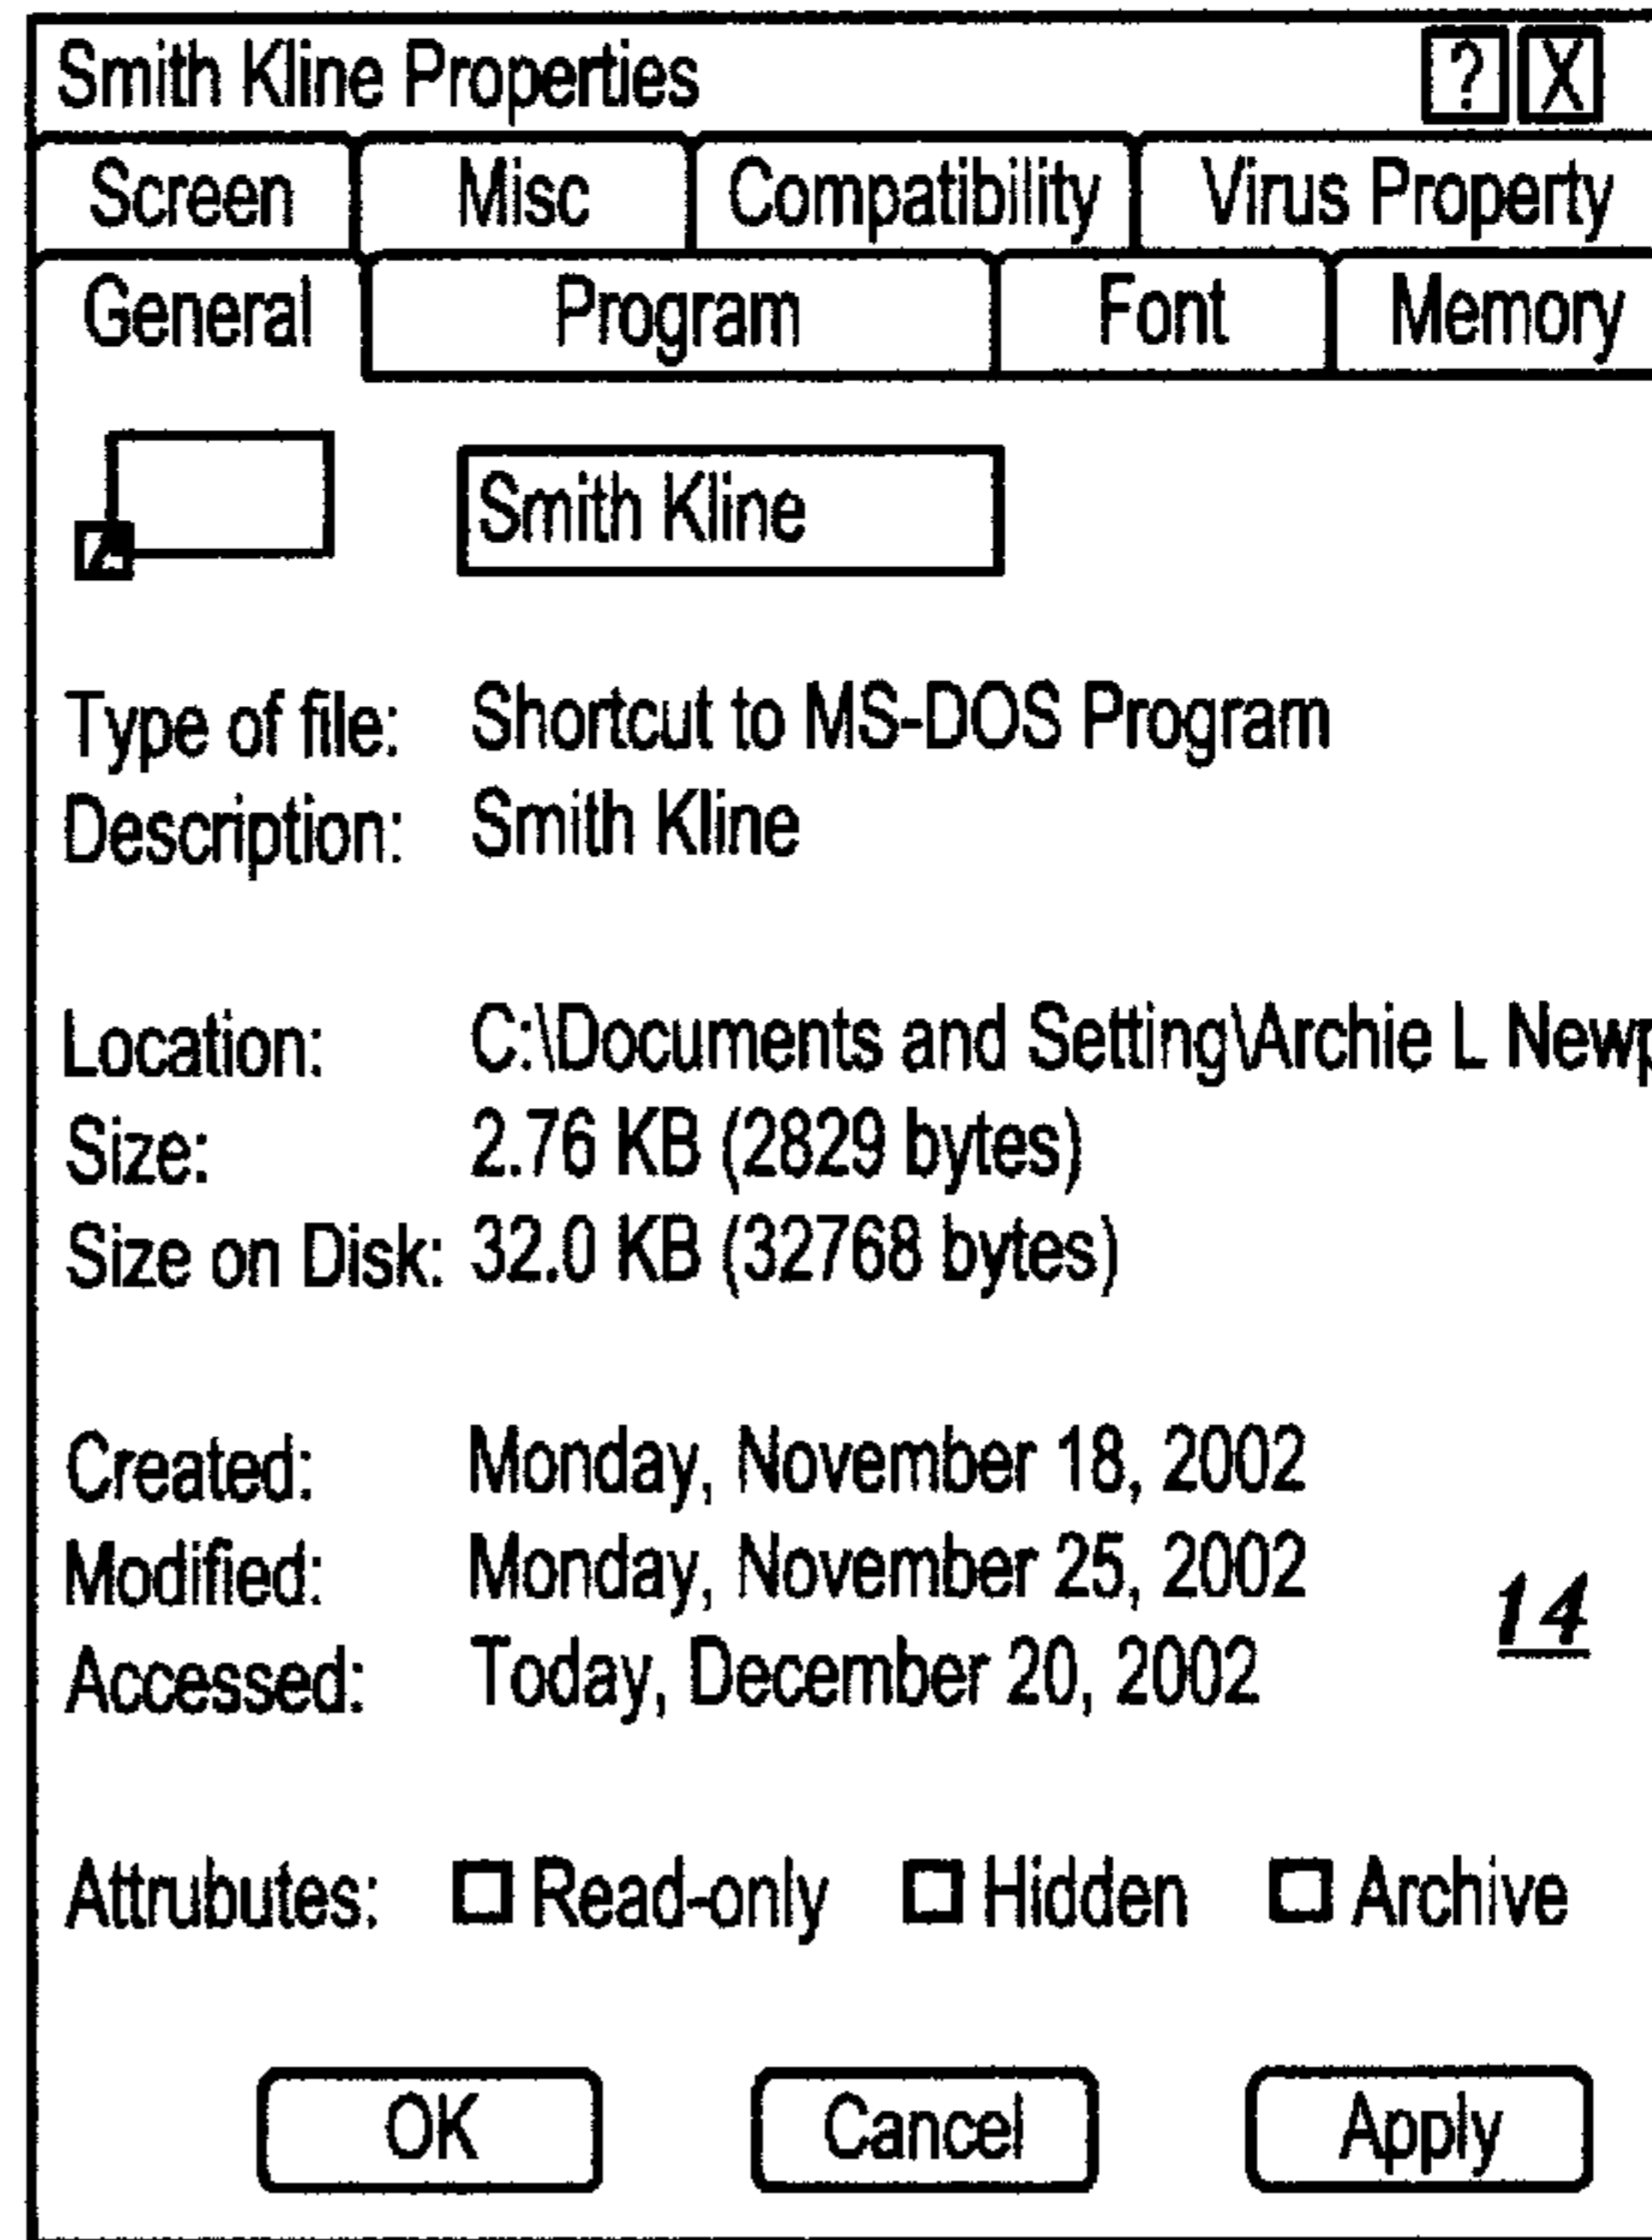 Smith Kline Properties ? X
Screen Misc Compatibility Virus Property
General Program Font Memory
Smith Kline
Type of file: Shortcut to MS-DOS Program
Description: Smith Kline
Location: C:\Documents and Setting\Archie L Newp
Size: 2.76 KB (2829 bytes)
Size on Disk: 32.0 KB (32768 bytes)
Created: Monday, November 18, 2002
Modified: Monday, November 25, 2002
14
Accessed: Today, December 20, 2002
Attrubutes: Read-only Hidden Archive
OK Cancel Apply